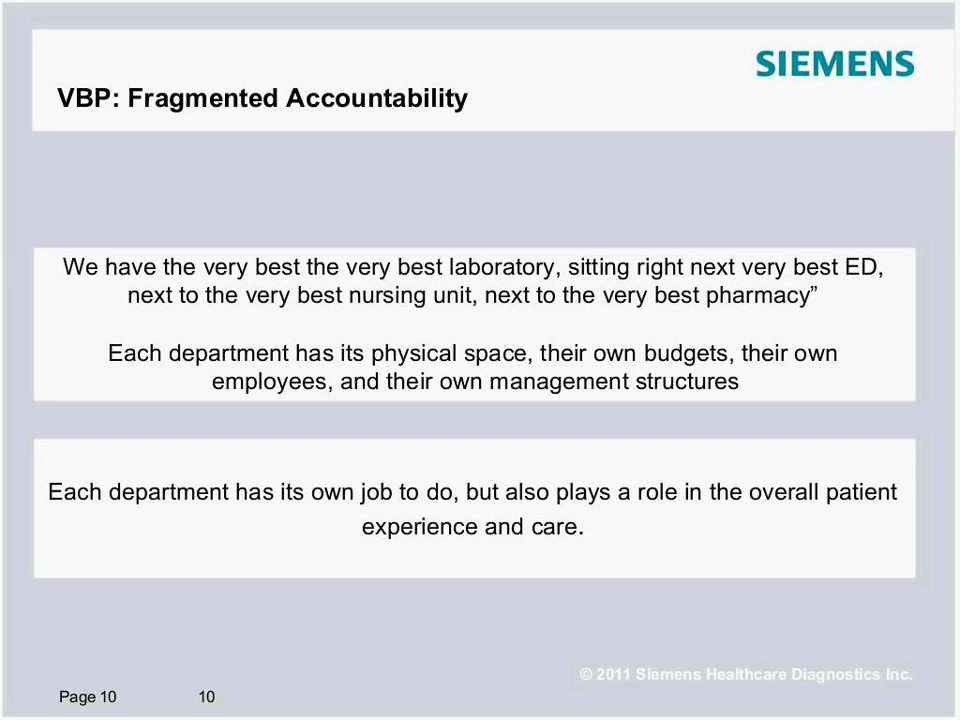 SIEMENS
VBP: Fragmented Accountability
We have the very best the very best laboratory, sitting right next very best ED,
next to the very best nursing unit, next to the very best pharmacy”
Each department has its physical space, their own budgets, their own
employees, and their own management structures
Each department has its own job to do, but also plays a role in the overall patient
experience and care.
© 2011 Siemens Healthcare Diagnostics Inc.
Page 10 10